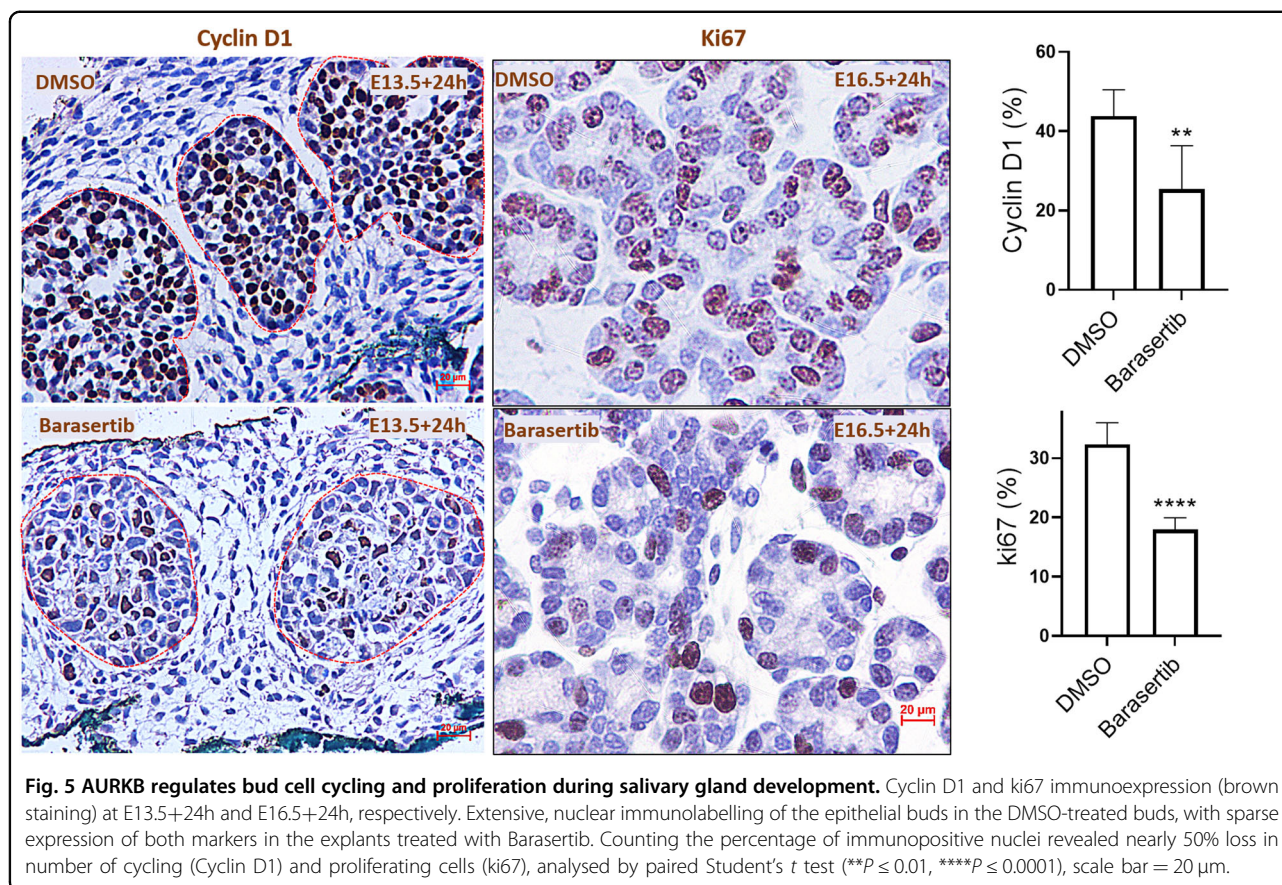 Cyclin D1
Ki67
DMSO
E13.5+24h
DMSO
E16.5+24h
20 µm
Barasertib
E13.5+24h
Barasertib
E16.5+24h
20 µm
20 µm
Cyclin D1 (%)
60
40
20
0
DMSO
Barasertib
**
ki67 (%)
30
20
10
0
DMSO
Barasertib
****
Fig. 5 AURKB regulates bud cell cycling and proliferation during salivary gland development. Cyclin D1 and ki67 immunoexpression (brown
staining) at E13.5+24h and E16.5+24h, respectively. Extensive, nuclear immunolabelling of the epithelial buds in the DMSO-treated buds, with sparse
expression of both markers in the explants treated with Barasertib. Counting the percentage of immunopositive nuclei revealed nearly 50% loss in
number of cycling (Cyclin D1) and proliferating cells (ki67), analysed by paired Student's t test (**P ≤ 0.01, ****P ≤ 0.0001), scale bar = 20 μm.